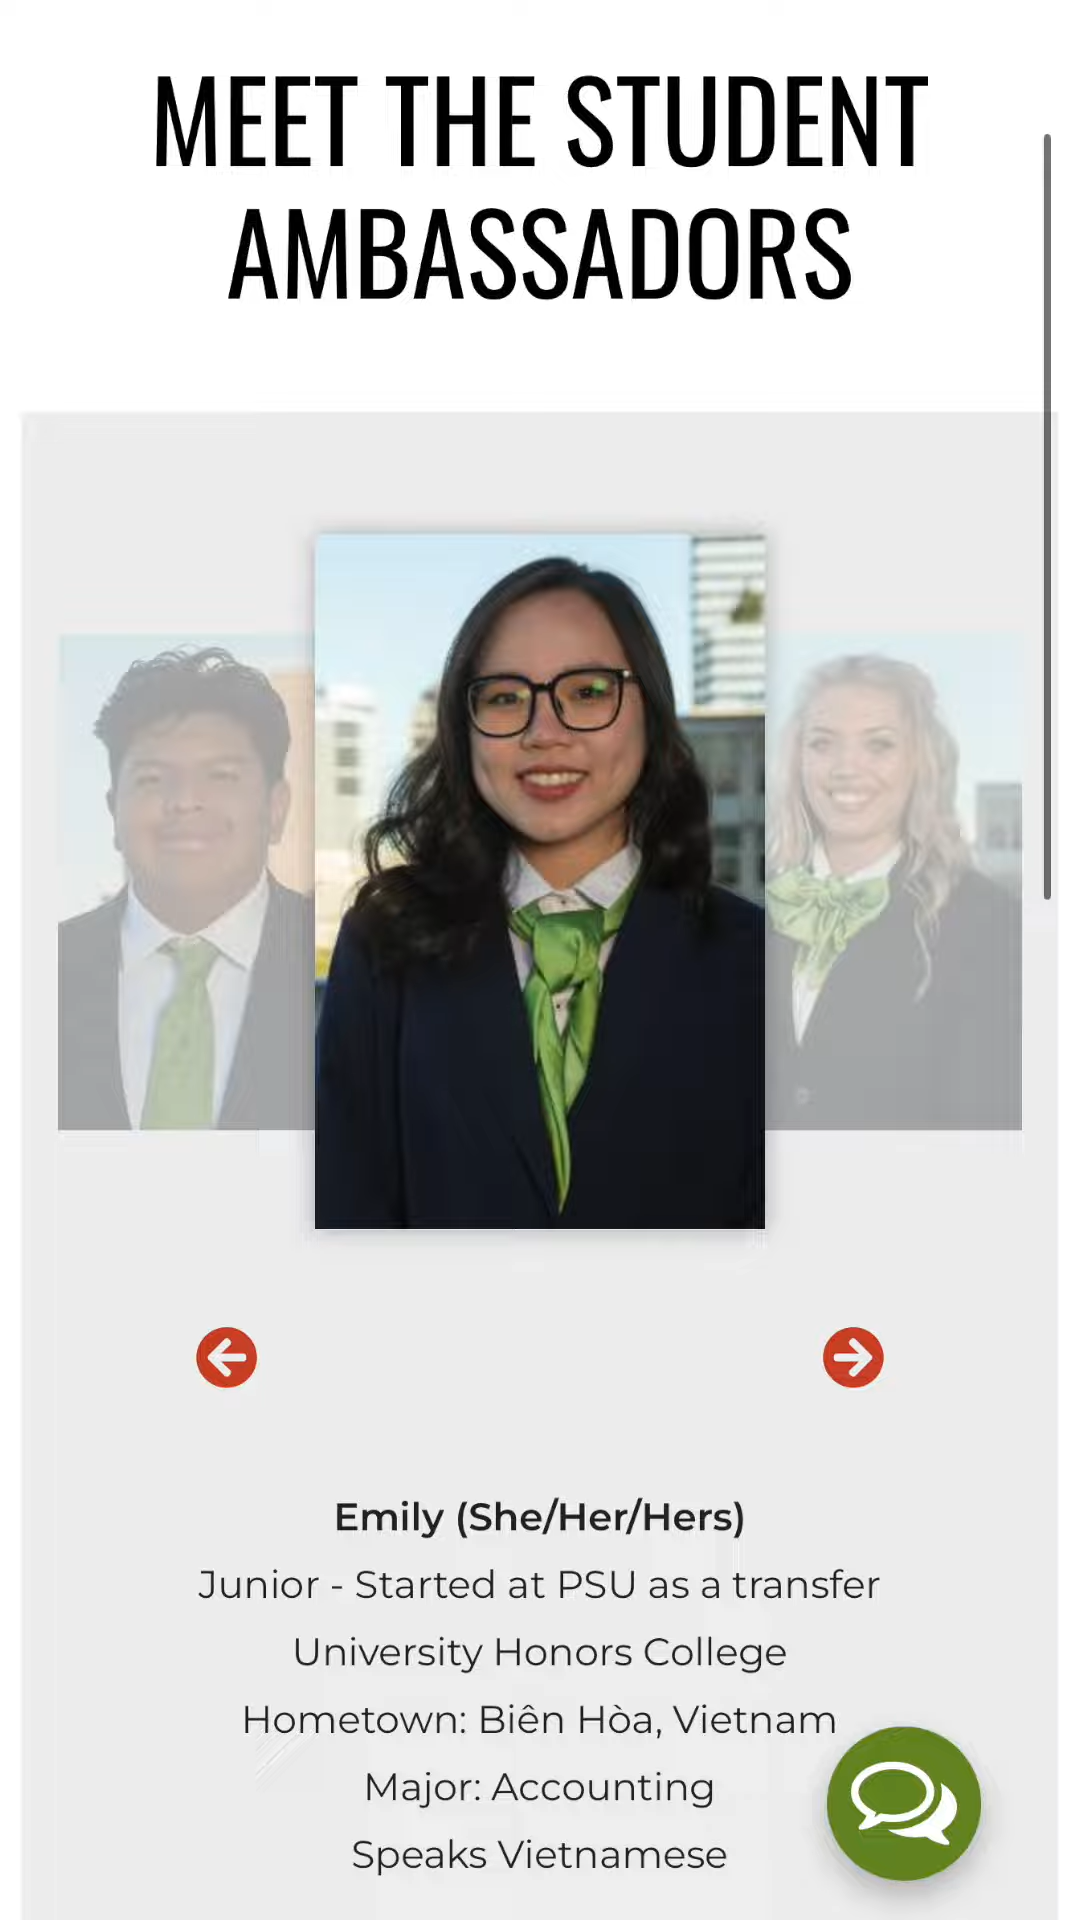 MEET THE STUDENT
AMBASSADORS
Emily (She/Her/Hers)
Junior - Started at PSU as a transfer
University Honors College
Hometown: Biên Hòa, Vietnam
Major: Accounting
Speaks Vietnamese